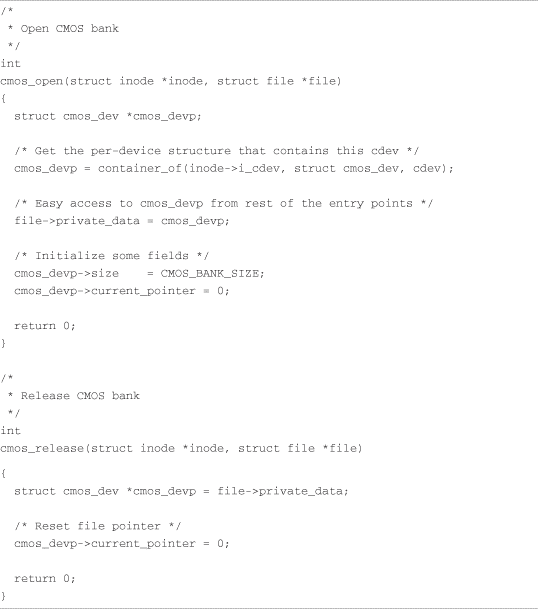 /*
 * Open CMOS bank
 */
int
cmos_open(struct inode *inode, struct file *file)
{
  struct cmos_dev *cmos_devp;

  /* Get the per-device structure that contains this cdev */
  cmos_devp = container_of(inode->i_cdev, struct cmos_dev, cdev);

  /* Easy access to cmos_devp from rest of the entry points */
  file->private_data = cmos_devp;

  /* Initialize some fields */
  cmos_devp->size    = CMOS_BANK_SIZE;
  cmos_devp->current_pointer = 0;

  return 0;
}

/*
 * Release CMOS bank
 */
int
cmos_release(struct inode *inode, struct file *file)
{
  struct cmos_dev *cmos_devp = file->private_data;

  /* Reset file pointer */
  cmos_devp->current_pointer = 0;

  return 0;
}